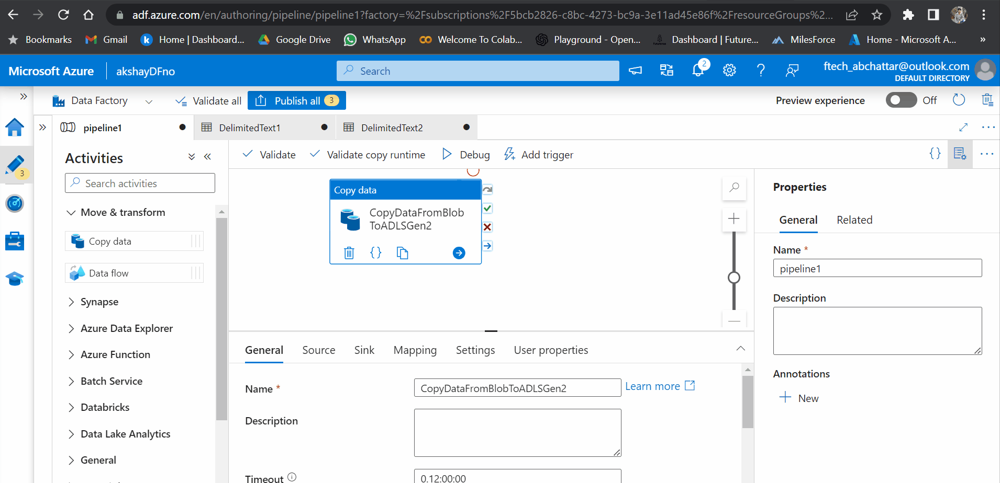 adf.azure.com/en/authoring/pipeline/pipeline1?factory=%2Fsubscriptions%2F5bcb2826-c8bc-4273-bc9a-3e11ad45e86f%2FresourceGroups%2...
Bookmarks Gmail Home | Dashboard... Google Drive WhatsApp Welcome To Colab... Playground - Open... Dashboard | Future... MilesForce Home - Microsoft A... »
Microsoft Azure akshayDFno Search 2 ftech_abchattar@outlook.com
DEFAULT DIRECTORY
Data Factory Validate all Publish all 3 Preview experience Off
pipeline1 DelimitedText1 DelimitedText2
Activities
Validate Validate copy runtime Debug Add trigger
3
Search activities
Move & transform
Copy data
Data flow
Synapse
Azure Data Explorer
Azure Function
Batch Service
Databricks
Data Lake Analytics
General
Copy data
CopyDataFromBlob
ToADLSGen2
General Source Sink Mapping Settings User properties
Name *
CopyDataFromBlobToADLSGen2
Learn more
Description
Timeout
0.12:00:00
Properties
General Related
Name *
pipeline1
Description
Annotations
New